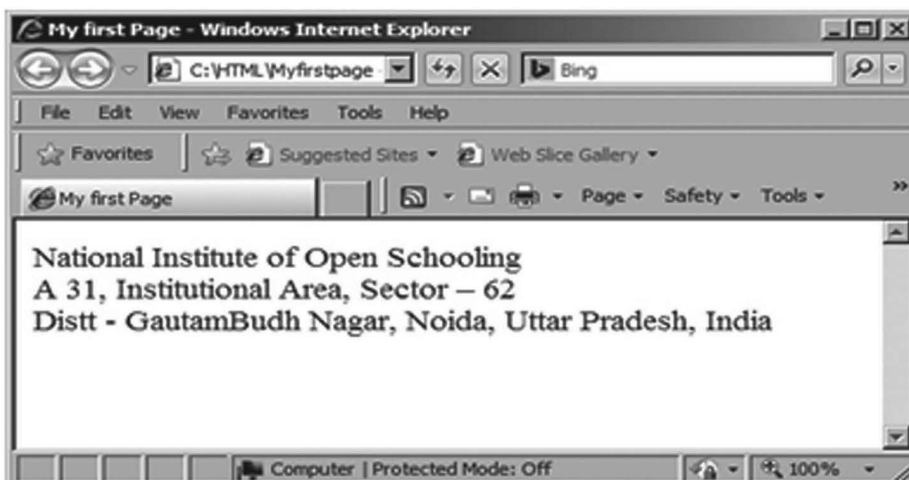 My first Page - Windows Internet Explorer
C:\HTML\Myfirstpage
Bing
File Edit View Favorites Tools Help
Favorites Suggested Sites Web Slice Gallery
My first Page Page Safety Tools »
National Institute of Open Schooling
A 31, Institutional Area, Sector – 62
Distt - GautamBudh Nagar, Noida, Uttar Pradesh, India
Computer | Protected Mode: Off 100%